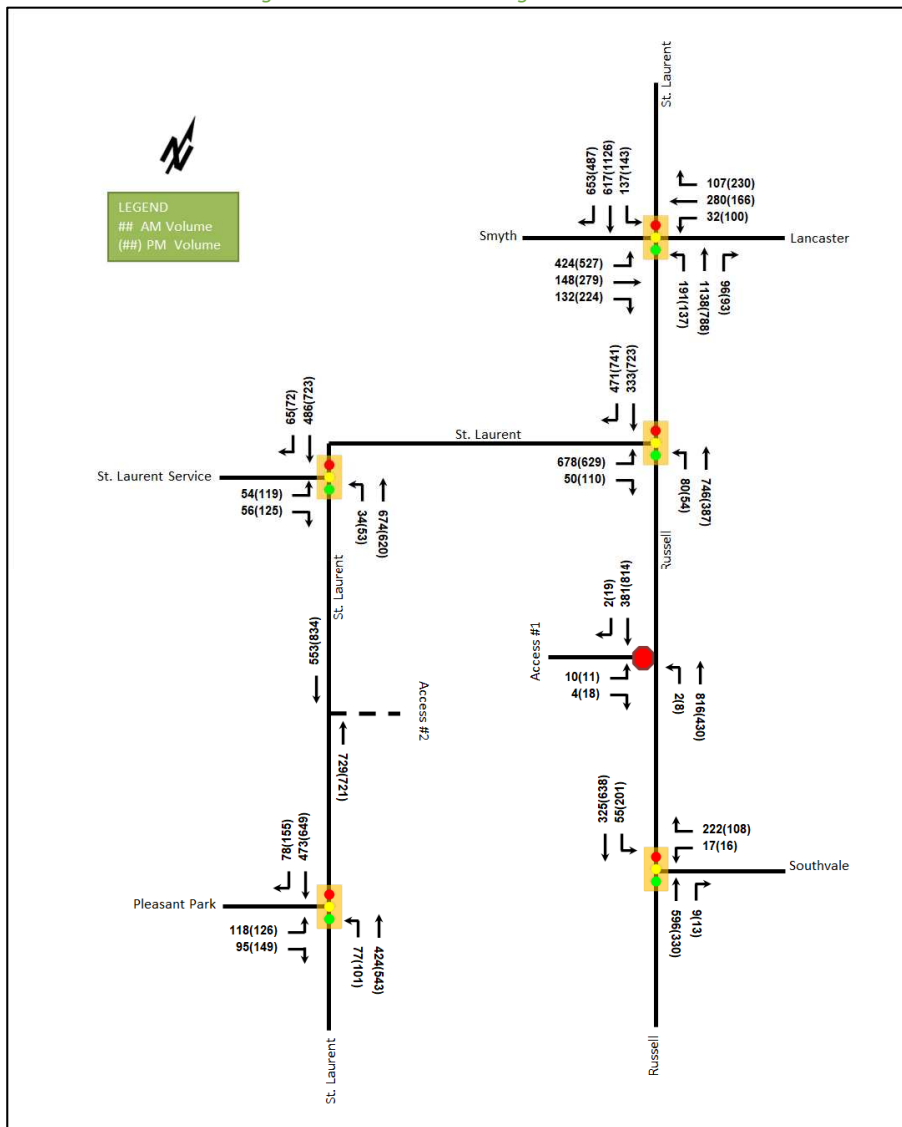 St. Laurent
LEGEND
## AM Volume
(##) PM Volume
653(487)
617(1126)
137(143)
107(230)
280(166)
32(100)
Smyth
Lancaster
424(527)
148(279)
132(224)
191(137)
1138(788)
96(93)
471(741)
333(723)
St. Laurent
678(629)
50(110)
80(54)
746(387)
65(72)
486(723)
St. Laurent Service
54(119)
56(125)
34(53)
674(620)
St. Laurent
Russell
553(834)
2(19)
381(814)
Access #1
10(11)
4(18)
2(8)
816(430)
Access #2
729(721)
325(638)
55(201)
222(108)
17(16)
Southvale
596(330)
9(13)
78(155)
473(649)
Pleasant Park
118(126)
95(149)
77(101)
424(543)
St. Laurent
Russell